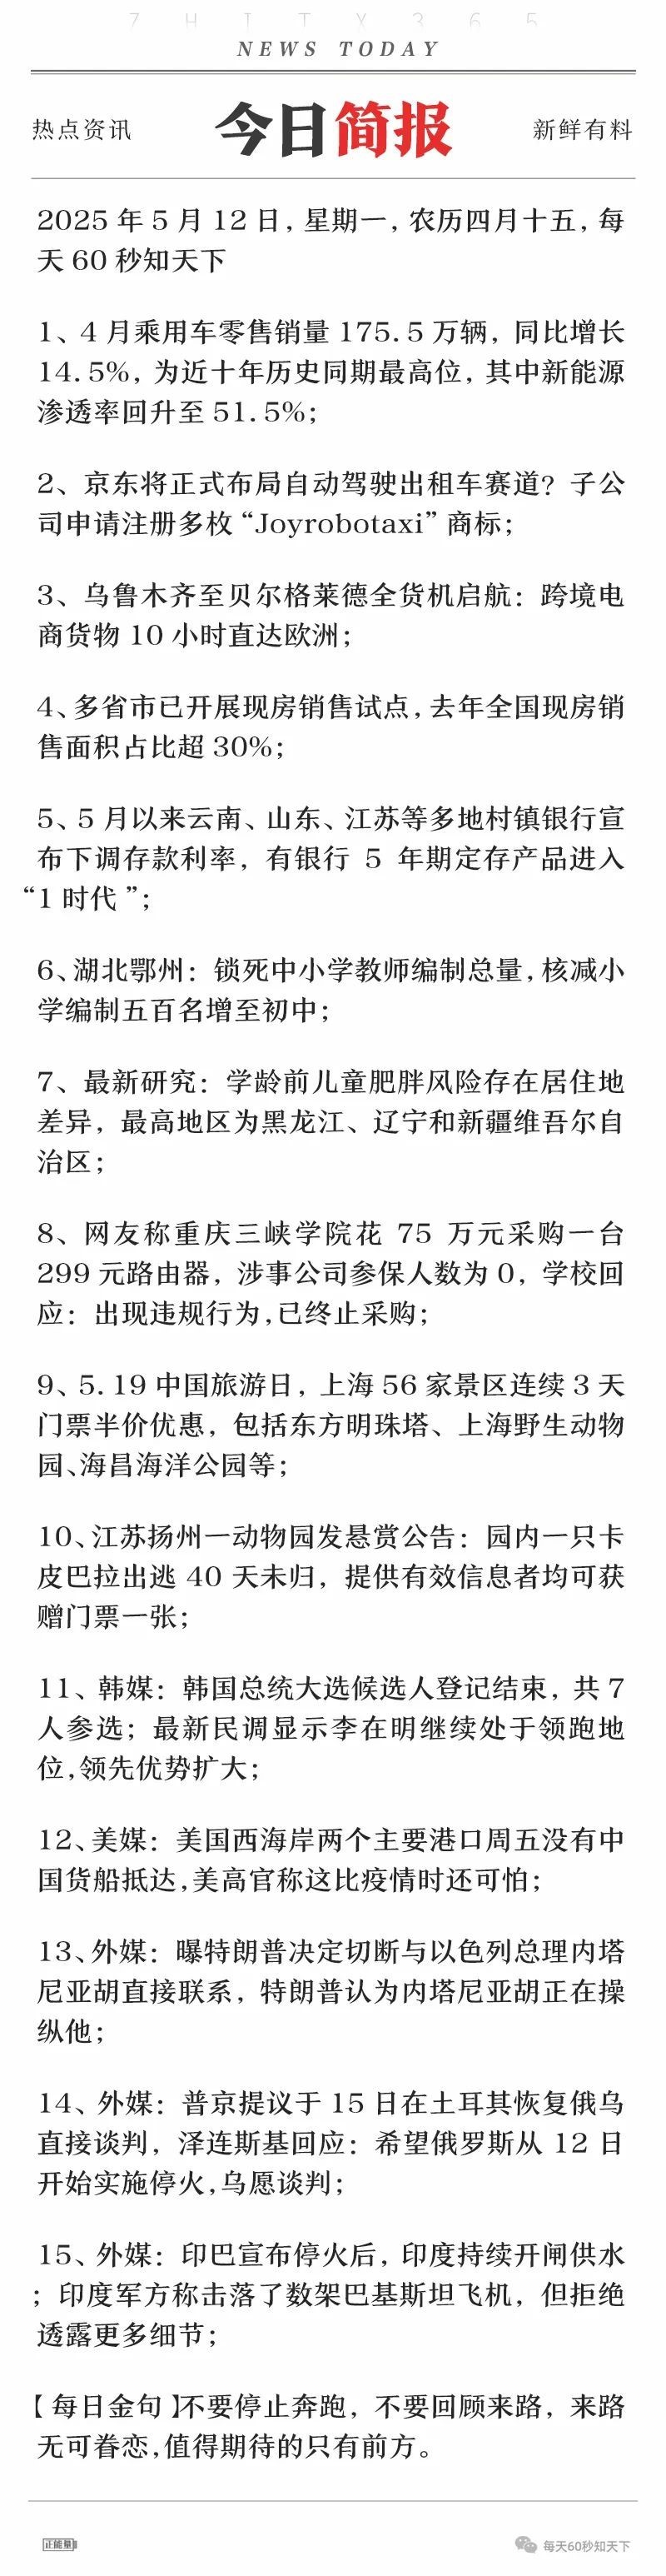 7 H I T Y 3 6 5
NEWS TODAY
热点资讯
今日简报
新鲜有料
2025 年 5 月 12 日，星期一，农历四月十五，每
天 60 秒知天下
1、4 月乘用车零售销量 175.5 万辆，同比增长
14.5%，为近十年历史同期最高位，其中新能源
渗透率回升至 51.5%；
2、京东将正式布局自动驾驶出租车赛道？子公
司申请注册多枚“Joyrobotaxi”商标；
3、乌鲁木齐至贝尔格莱德全货机启航：跨境电
商货物 10 小时直达欧洲；
4、多省市已开展现房销售试点，去年全国现房销
售面积占比超 30%；
5、5 月以来云南、山东、江苏等多地村镇银行宣
布下调存款利率，有银行 5 年期定存产品进入
“1 时代 ”；
6、湖北鄂州：锁死中小学教师编制总量，核减小
学编制五百名增至初中；
7、最新研究：学龄前儿童肥胖风险存在居住地
差异，最高地区为黑龙江、辽宁和新疆维吾尔自
治区；
8、网友称重庆三峡学院花 75 万元采购一台
299 元路由器，涉事公司参保人数为 0，学校回
应：出现违规行为，已终止采购；
9、5.19 中国旅游日，上海 56 家景区连续 3 天
门票半价优惠，包括东方明珠塔、上海野生动物
园、海昌海洋公园等；
10、江苏扬州一动物园发悬赏公告：园内一只卡
皮巴拉出逃 40 天未归，提供有效信息者均可获
赠门票一张；
11、韩媒：韩国总统大选候选人登记结束，共 7
人参选；最新民调显示李在明继续处于领跑地
位，领先优势扩大；
12、美媒：美国西海岸两个主要港口周五没有中
国货船抵达，美高官称这比疫情时还可怕；
13、外媒：曝特朗普决定切断与以色列总理内塔
尼亚胡直接联系，特朗普认为内塔尼亚胡正在操
纵他；
14、外媒：普京提议于 15 日在土耳其恢复俄乌
直接谈判，泽连斯基回应：希望俄罗斯从 12 日
开始实施停火，乌愿谈判；
15、外媒：印巴宣布停火后，印度持续开闸供水
；印度军方称击落了数架巴基斯坦飞机，但拒绝
透露更多细节；
【每日金句】不要停止奔跑，不要回顾来路，来路
无可眷恋，值得期待的只有前方。
正能量
每天60秒知天下